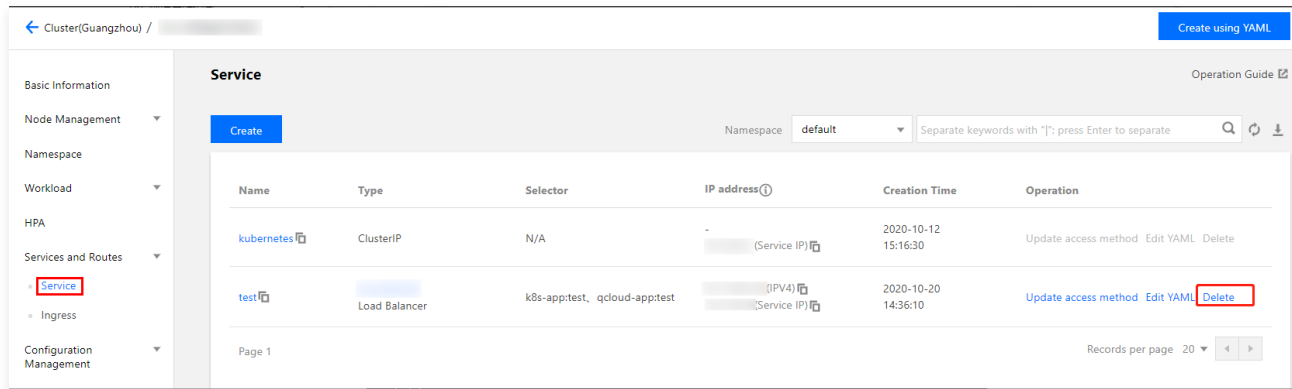 Cluster(Guangzhou) /
Create using YAML
Basic Information
Node Management
Namespace
Workload
HPA
Services and Routes
Service
Ingress
Configuration
Management
Service
Operation Guide
Create
Namespace default Separate keywords with "|"; press Enter to separate
Name Type Selector IP address Creation Time Operation
kubernetes ClusterIP N/A - (Service IP) 2020-10-12 15:16:30 Update access method Edit YAML Delete
test Load Balancer k8s-app:test、qcloud-app:test (IPV4) (Service IP) 2020-10-20 14:36:10 Update access method Edit YAML Delete
Page 1 Records per page 20